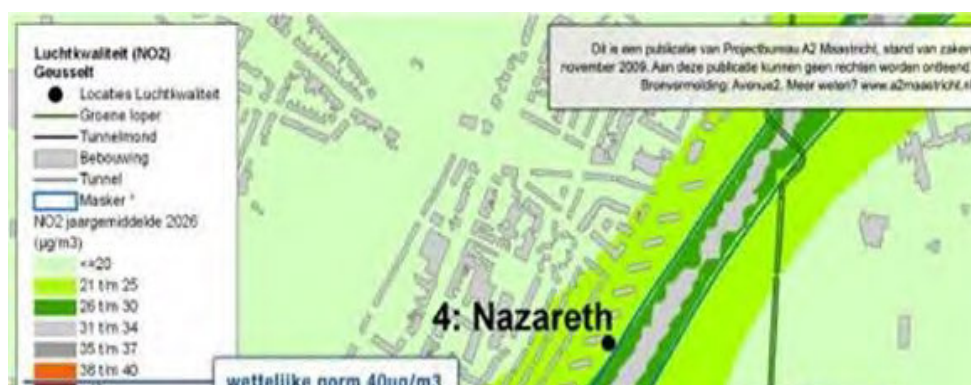 Luchtkwaliteit (NO2)
Geusselt
Locaties Luchtkwaliteit
Groene loper
Tunnelmond
Bebouwing
Tunnel
Masker *
NO2 jaargemiddelde 2026
(µg/m3)
<=20
21 t/m 25
26 t/m 30
31 t/m 34
35 t/m 37
38 t/m 40
Dit is een publicatie van Projectbureau A2 Maastricht, stand van zaken
november 2009. Aan deze publicatie kunnen geen rechten worden ontleend.
Bronvermelding: Avenue2. Meer weten? www.a2maastricht.nl
4: Nazareth
wettelijke norm 40µg/m3